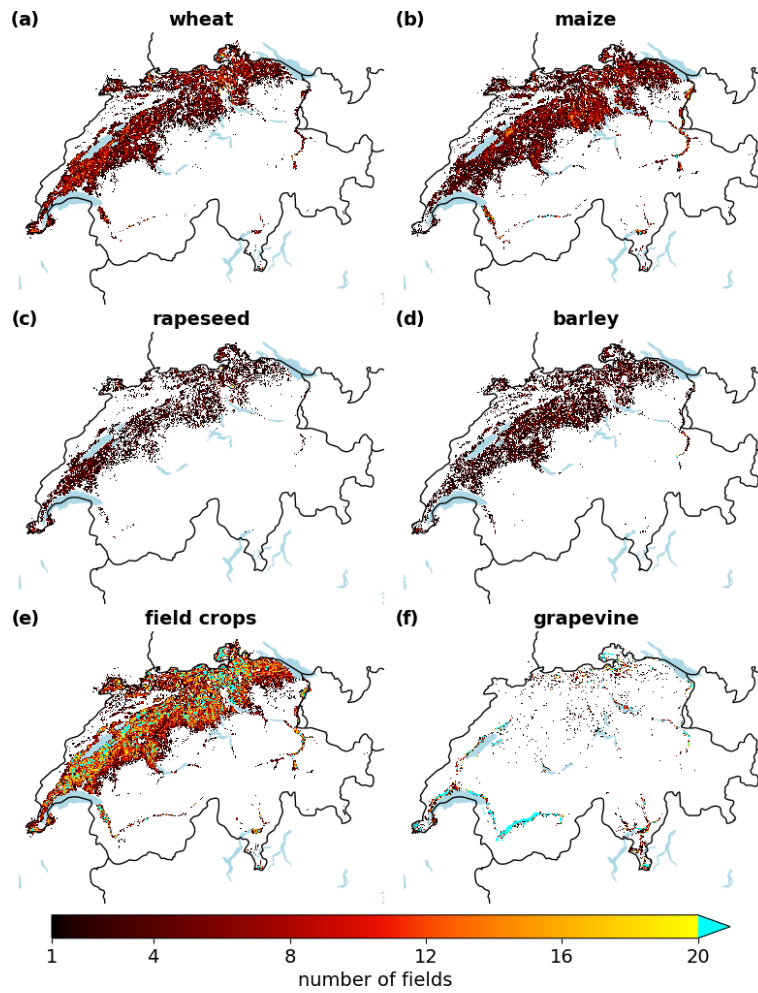 (a) wheat
(b) maize
(c) rapeseed
(d) barley
(e) field crops
(f) grapevine
1 4 8 12 16 20
number of fields